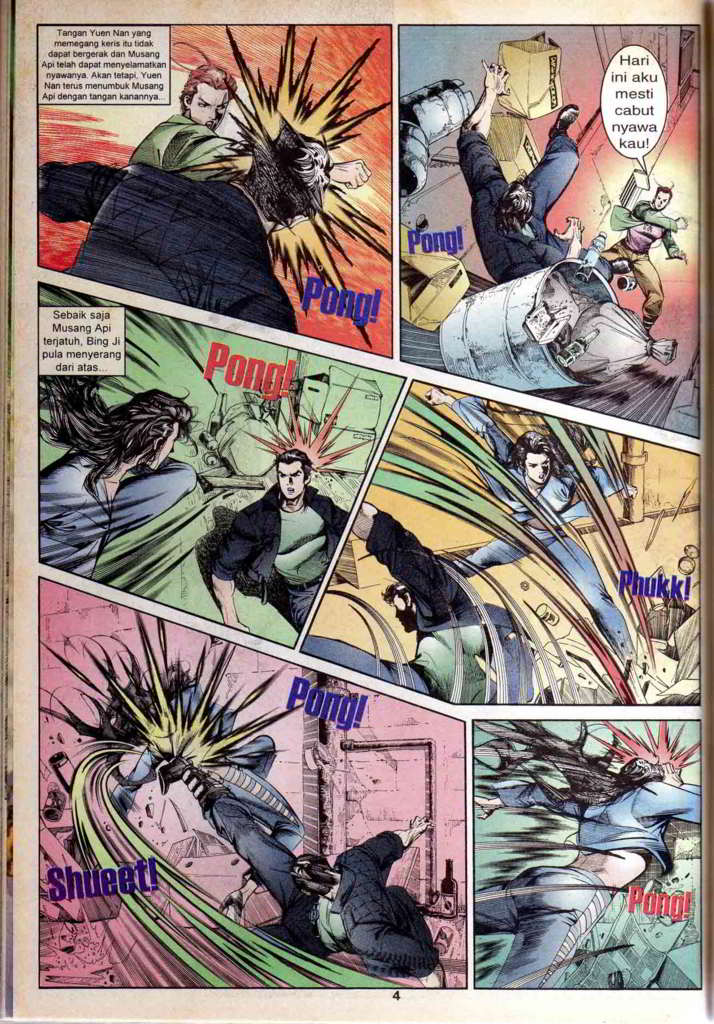 Tangan Yuen Nan yang
memegang keris itu tidak
dapat bergerak dan Musang
Api telah dapat menyelamatkan
nyawanya. Akan tetapi, Yuen
Nan terus menumbuk Musang
Api dengan tangan kanannya...
Pong!
Hari
ini aku
mesti
cabut
nyawa
kau!
Pong!
Sebaik saja
Musang Api
terjatuh, Bing Ji
pula menyerang
dari atas...
Pong!
Phukk!
Pong!
Shueet!
Pong!
4